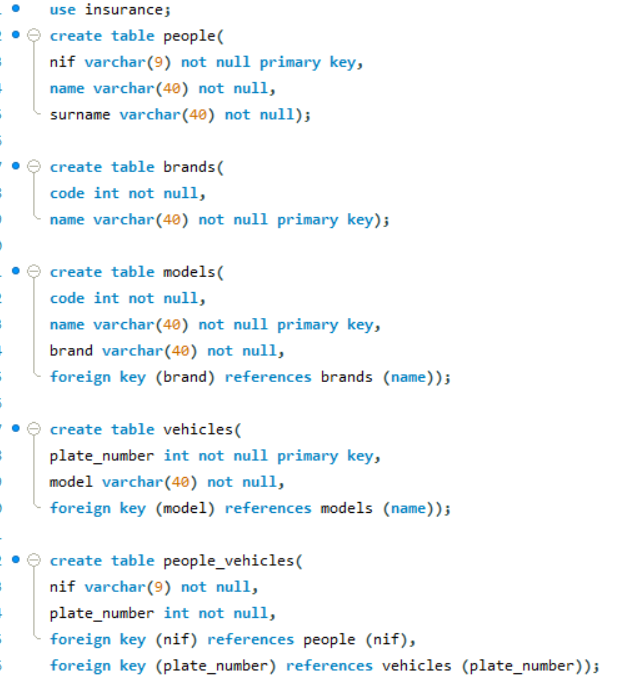 use insurance;
create table people(
nif varchar(9) not null primary key,
name varchar(40) not null,
surname varchar(40) not null);
create table brands(
code int not null,
name varchar(40) not null primary key);
create table models(
code int not null,
name varchar(40) not null primary key,
brand varchar(40) not null,
foreign key (brand) references brands (name));
create table vehicles(
plate_number int not null primary key,
model varchar(40) not null,
foreign key (model) references models (name));
create table people_vehicles(
nif varchar(9) not null,
plate_number int not null,
foreign key (nif) references people (nif),
foreign key (plate_number) references vehicles (plate_number));